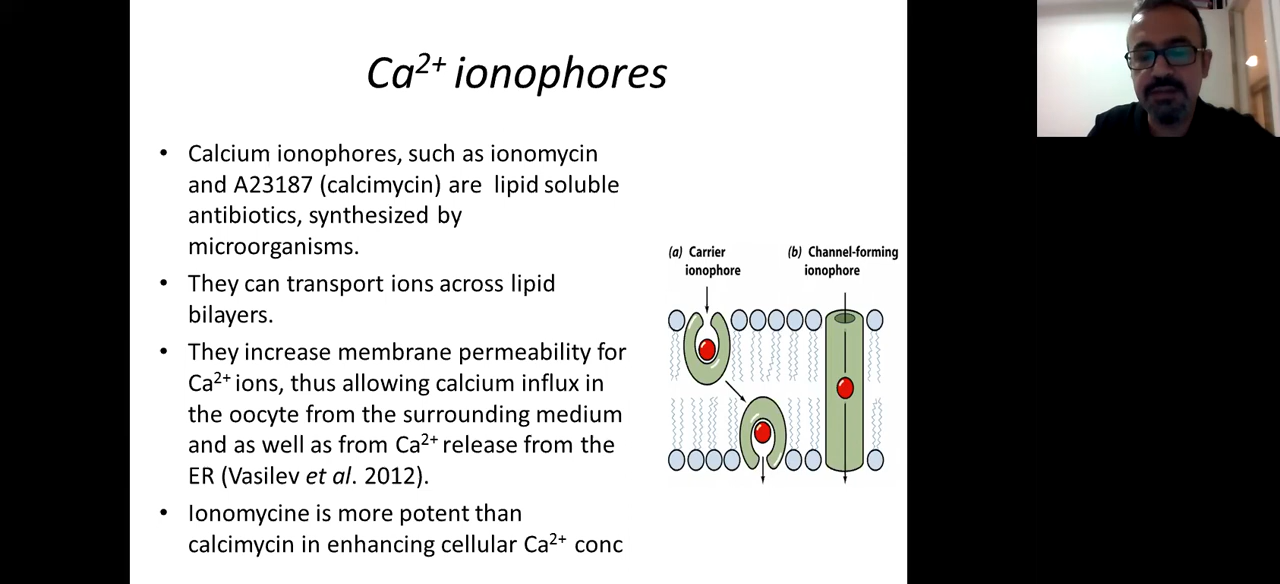 Ca²⁺ ionophores
• Calcium ionophores, such as ionomycin
and A23187 (calcimycin) are lipid soluble
antibiotics, synthesized by
microorganisms.
• They can transport ions across lipid
bilayers.
• They increase membrane permeability for
Ca²⁺ ions, thus allowing calcium influx in
the oocyte from the surrounding medium
and as well as from Ca²⁺ release from the
ER (Vasilev et al. 2012).
• Ionomycine is more potent than
calcimycin in enhancing cellular Ca²⁺ conc
(a) Carrier
ionophore
(b) Channel-forming
ionophore